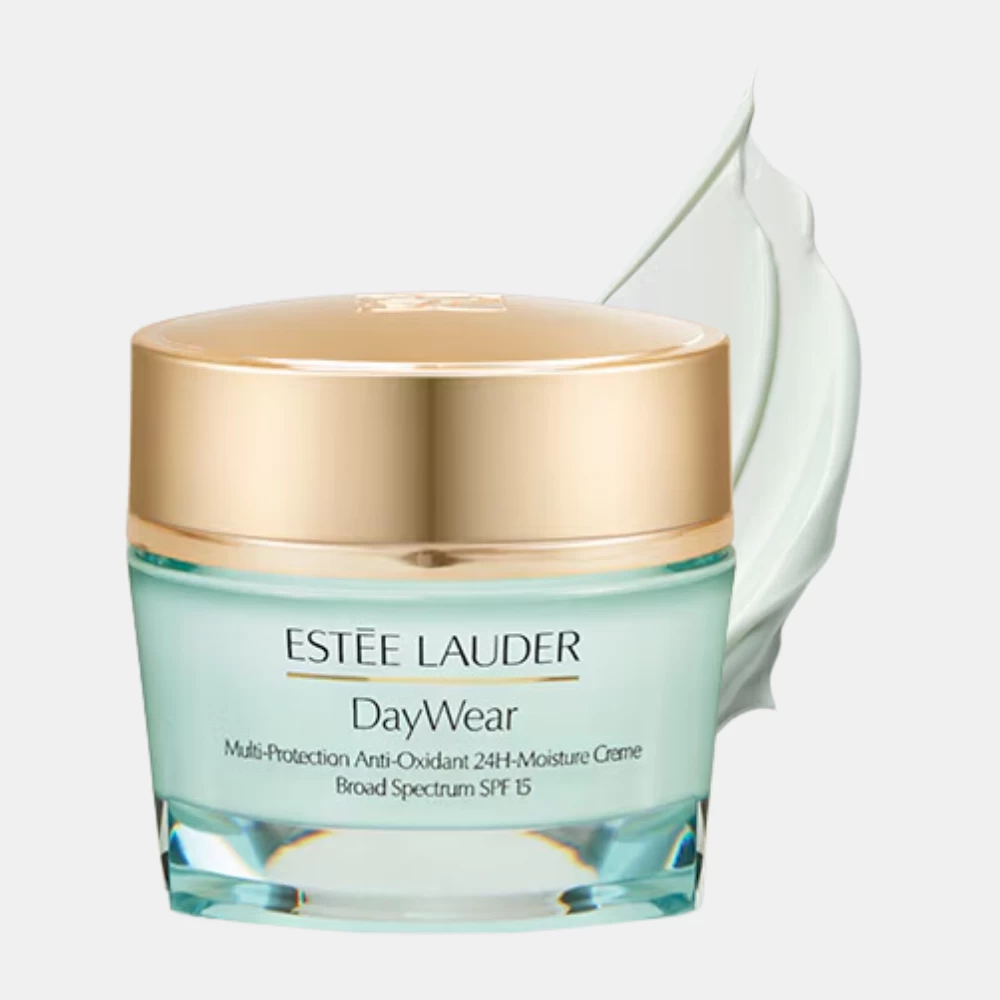 ESTĒE LAUDER
DayWear
Multi-Protection Anti-Oxidant 24H-Moisture Creme
Broad Spectrum SPF 15